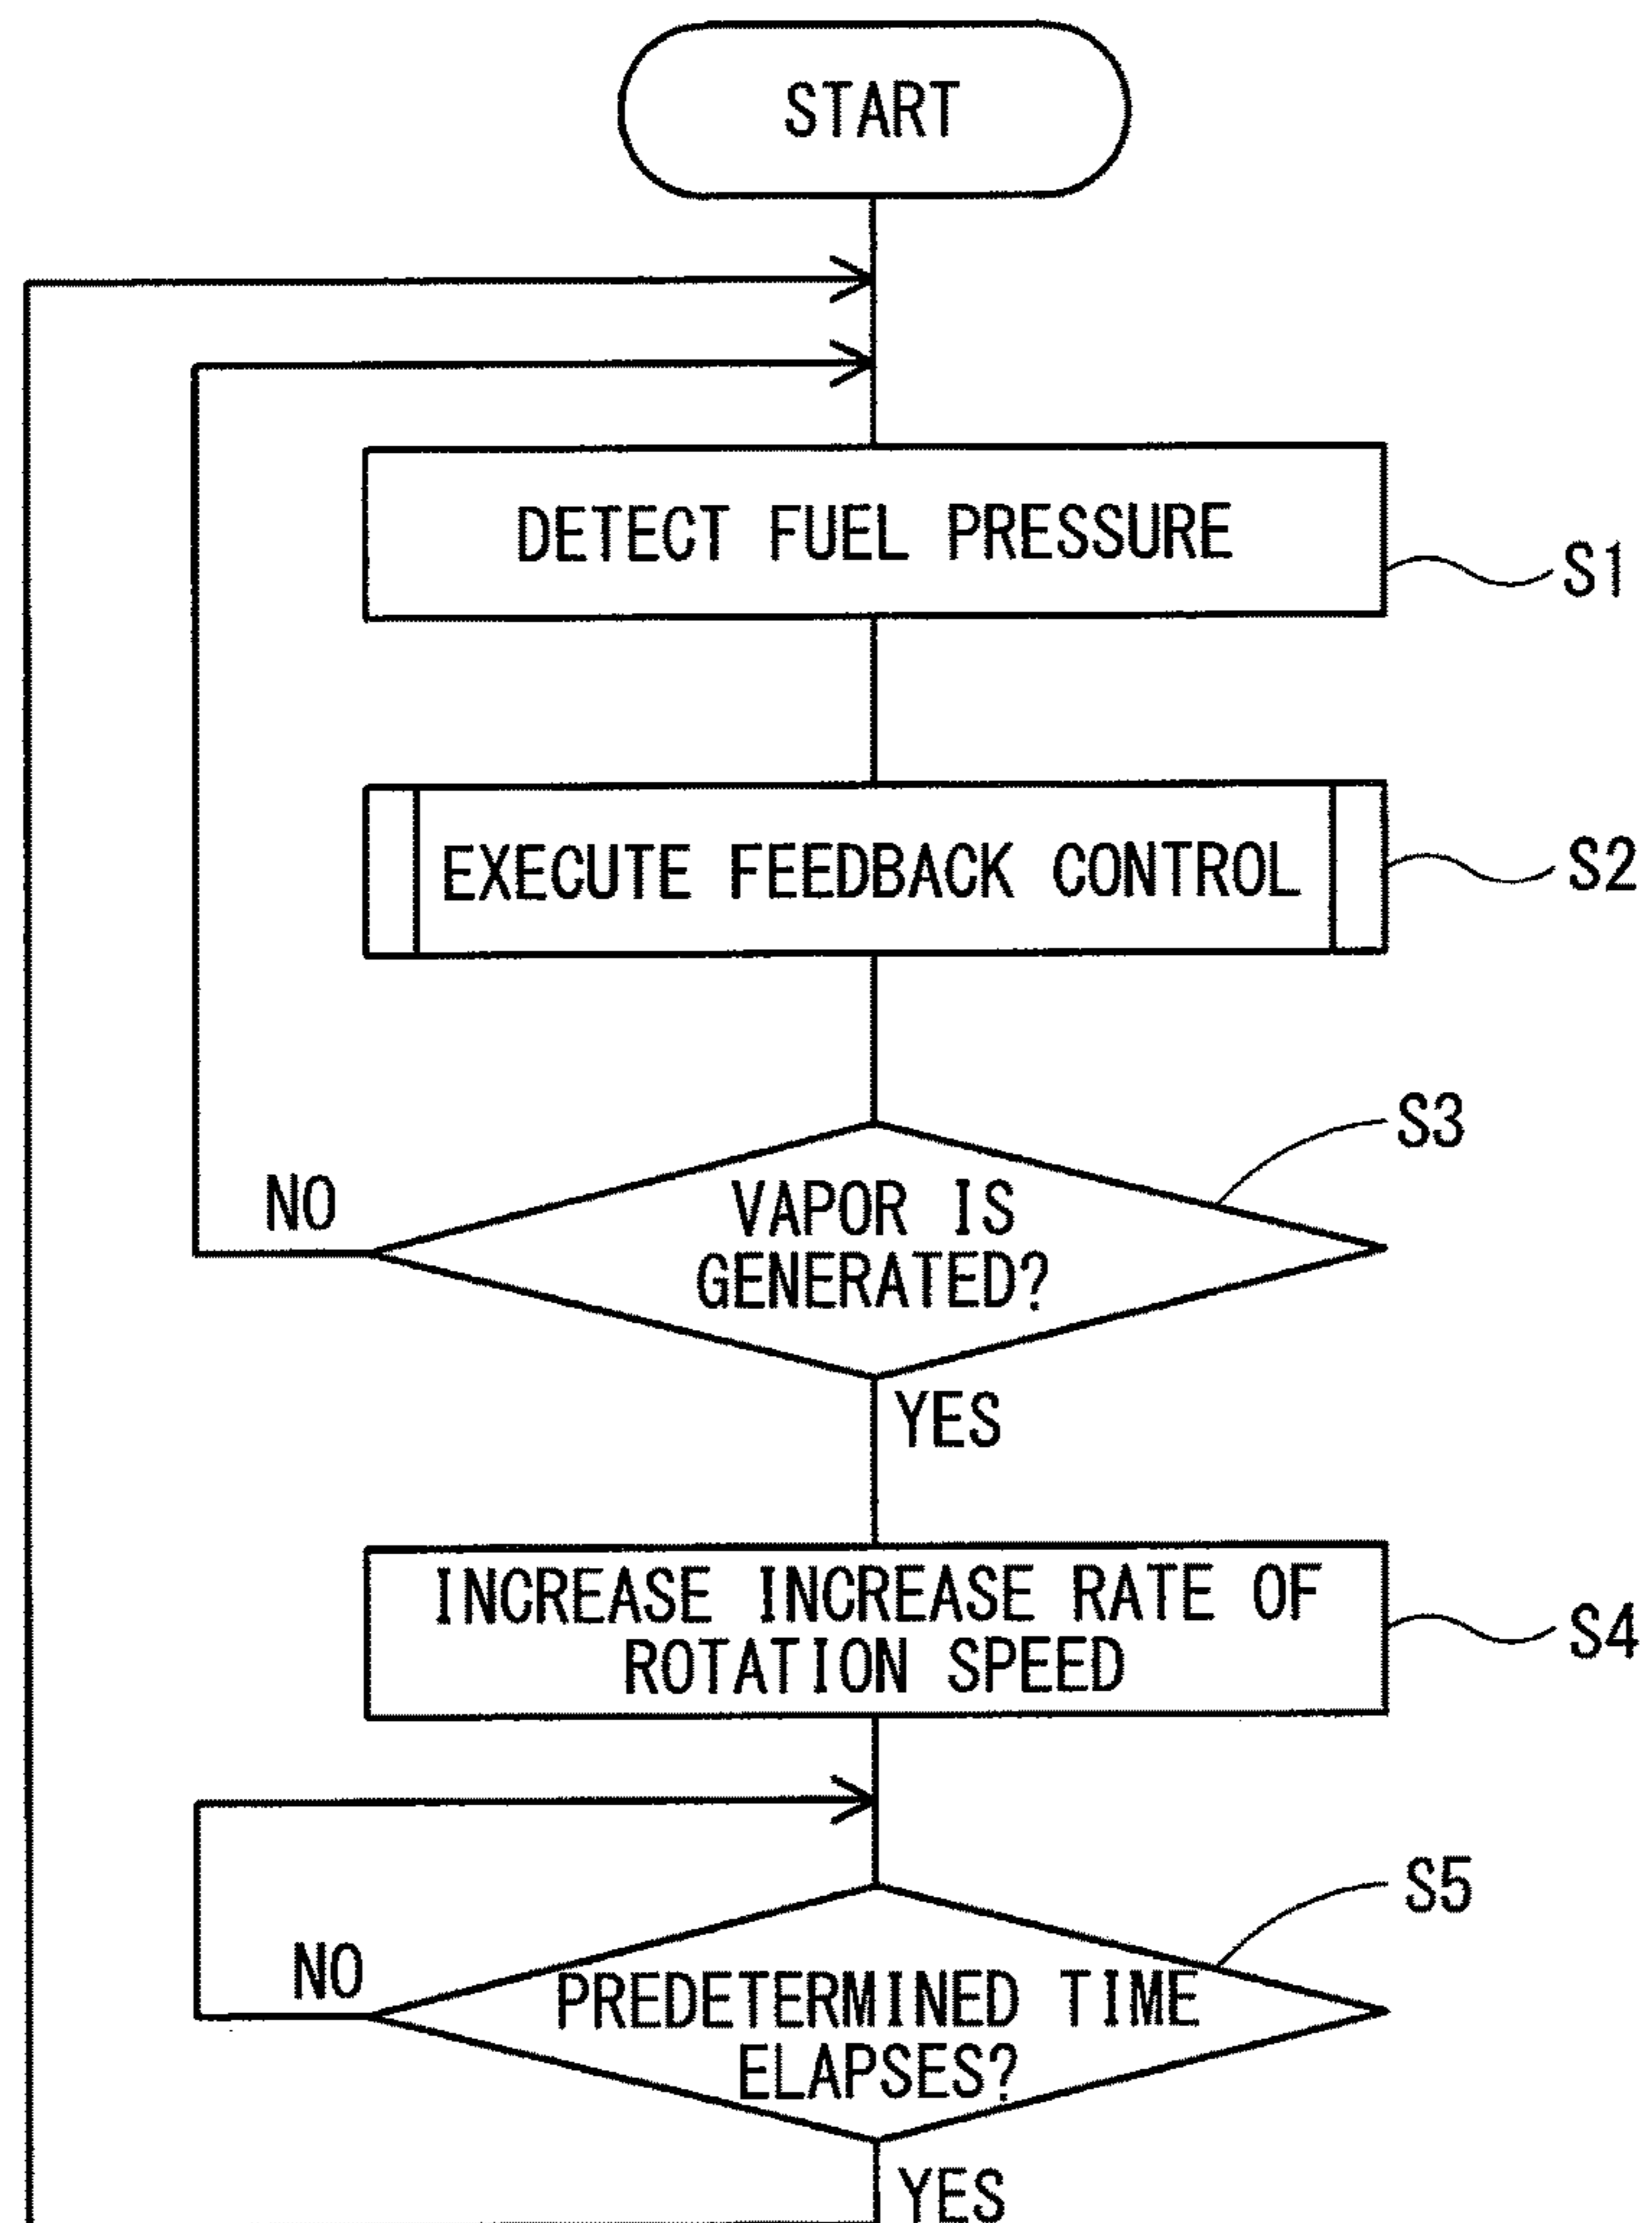 START
DETECT FUEL PRESSURE
S1
EXECUTE FEEDBACK CONTROL
S2
S3
NO
VAPOR IS
GENERATED?
YES
INCREASE INCREASE RATE OF
ROTATION SPEED
S4
S5
NO
PREDETERMINED TIME
ELAPSES?
YES